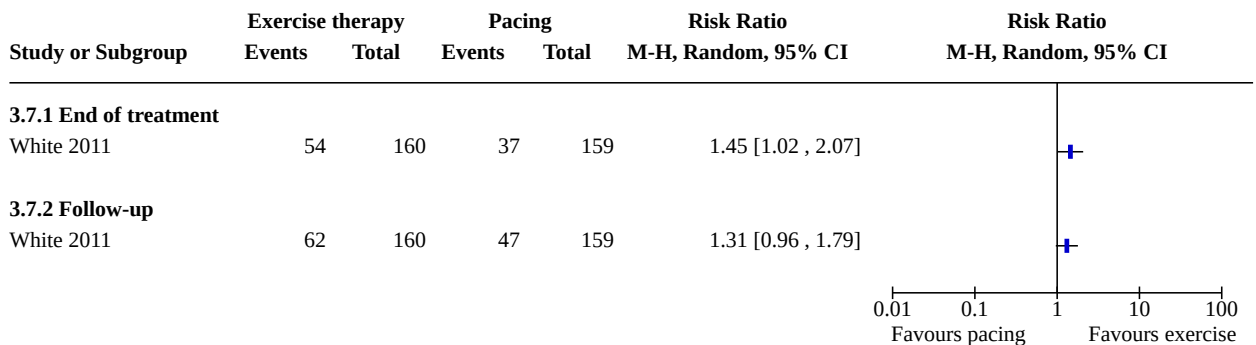 Exercise therapy Pacing Risk Ratio Risk Ratio
Study or Subgroup Events Total Events Total M-H, Random, 95% CI M-H, Random, 95% CI
3.7.1 End of treatment
White 2011 54 160 37 159 1.45 [1.02 , 2.07]
3.7.2 Follow-up
White 2011 62 160 47 159 1.31 [0.96 , 1.79]
0.01 0.1 1 10 100
Favours pacing Favours exercise